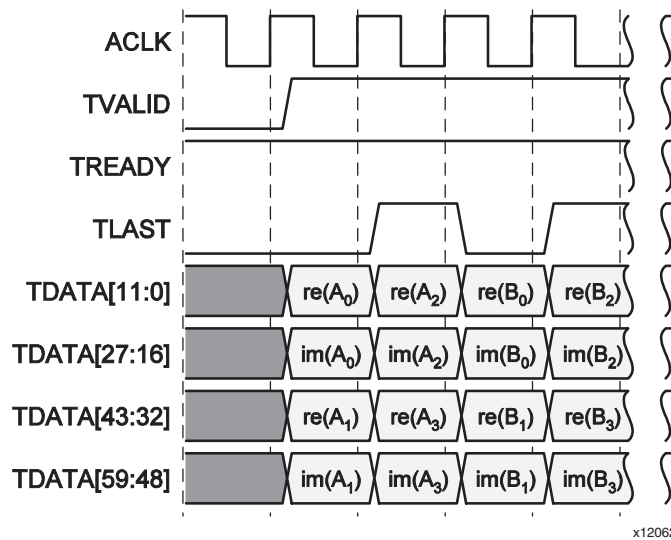 ACLK
TVALID
TREADY
TLAST
TDATA[11:0] re(A₀) re(A₂) re(B₀) re(B₂)
TDATA[27:16] im(A₀) im(A₂) im(B₀) im(B₂)
TDATA[43:32] re(A₁) re(A₃) re(B₁) re(B₃)
TDATA[59:48] im(A₁) im(A₃) im(B₁) im(B₃)
x12062